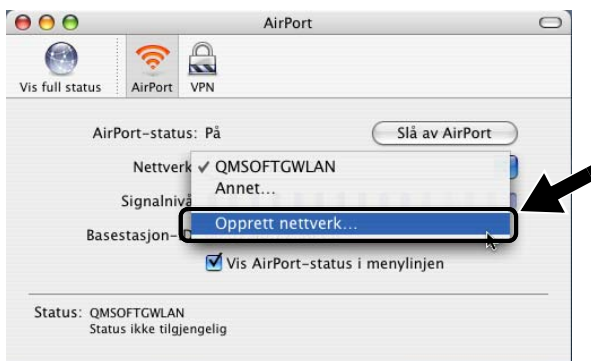 AirPort
Vis full status AirPort VPN
AirPort-status: På Slå av AirPort
Nettverk ✓ QMSOFTGWLAN
Annet...
Signalnivå
Opprett nettverk...
Basestasjon-ID
Vis AirPort-status i menylinjen
Status: QMSOFTGWLAN
Status ikke tilgjengelig